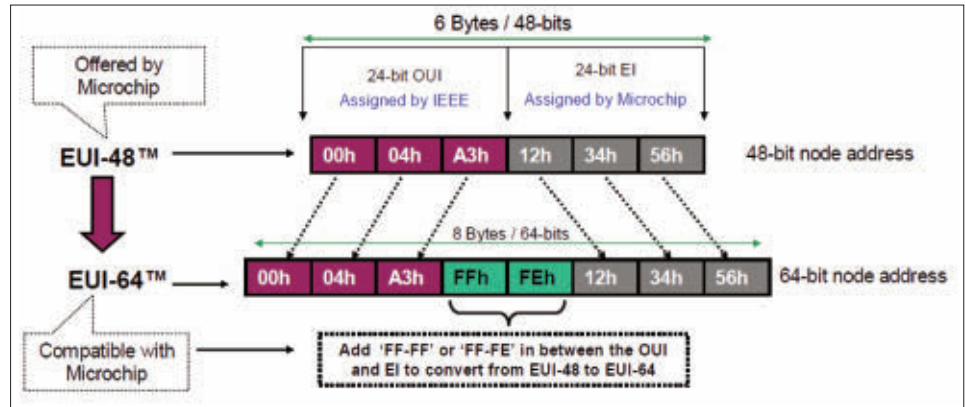 6 Bytes / 48-bits
Offered by
Microchip
24-bit OUI
Assigned by IEEE
24-bit EI
Assigned by Microchip
EUI-48™
00h 04h A3h 12h 34h 56h
48-bit node address
8 Bytes / 64-bits
EUI-64™
00h 04h A3h FFh FEh 12h 34h 56h
64-bit node address
Compatible with
Microchip
Add 'FF-FF' or 'FF-FE' in between the OUI
and EI to convert from EUI-48 to EUI-64